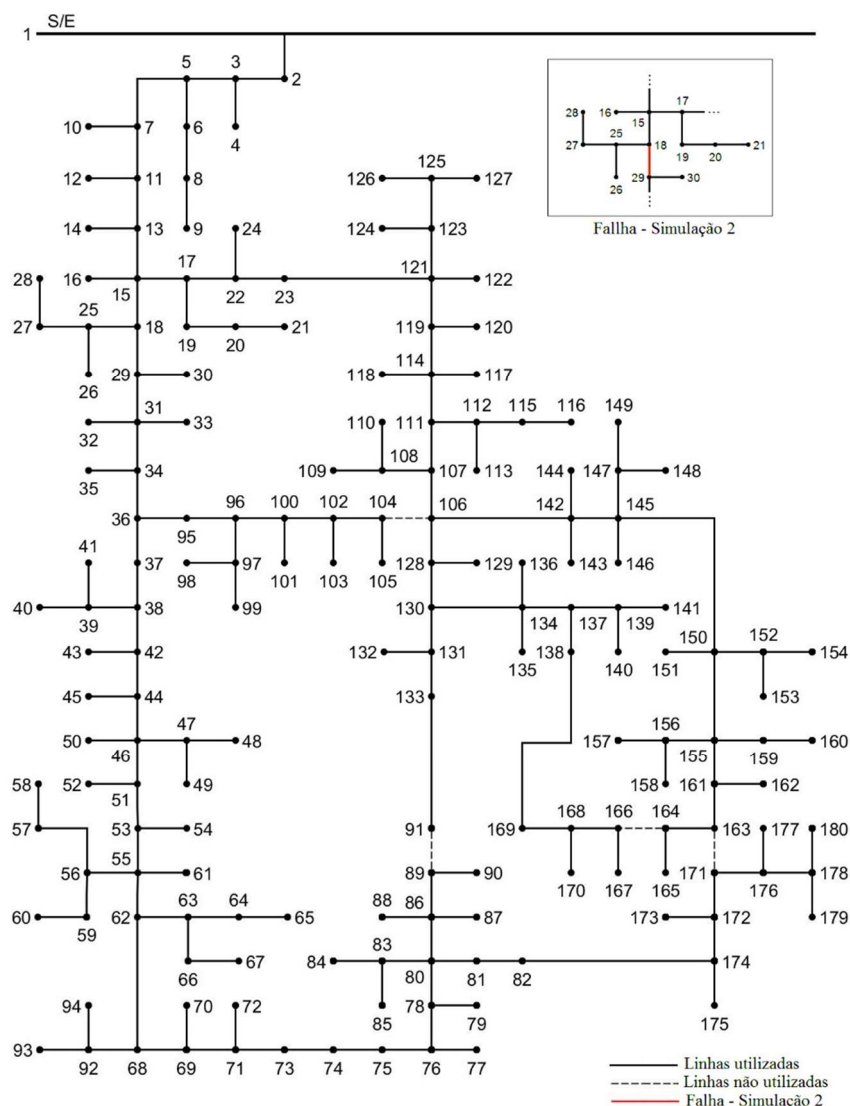 S/E
1
5 3
2
10 7 6
4
12 11 8
125
126 127
14 13 9 24 124 123
17 121
28 16 122
15 22 23
25
27 18 119 120
19 20 21
114
26 29 30 118 117
31 110 111 112 115 116 149
32 33
108
35 34 109 107 113 144 147 148
96 100 102 104 106 142 145
36
95
41 37 98 97 101 103 105 128 129 136 143 146
40 38 99 130 141
39 134 137 139 150 152
43 42 132 131 135 138 140 151 154
45 44 133 153
47 156
50 48 157 160
46 155 159
58 52 49 158 161 162
51
57 53 54 91 169 168 166 164 163 177 180
55
56 61 89 90 170 167 165 171 176 178
63 64 88 86
60 59 62 65 87 173 172 179
83
66 67 84 80 81 82 174
94 70 72 85 78 79 175
93
92 68 69 71 73 74 75 76 77
28 16 17
15
25 18
27 19 20 21
26 29 30
Fallha - Simulação 2
Linhas utilizadas
Linhas não utilizadas
Falha - Simulação 2